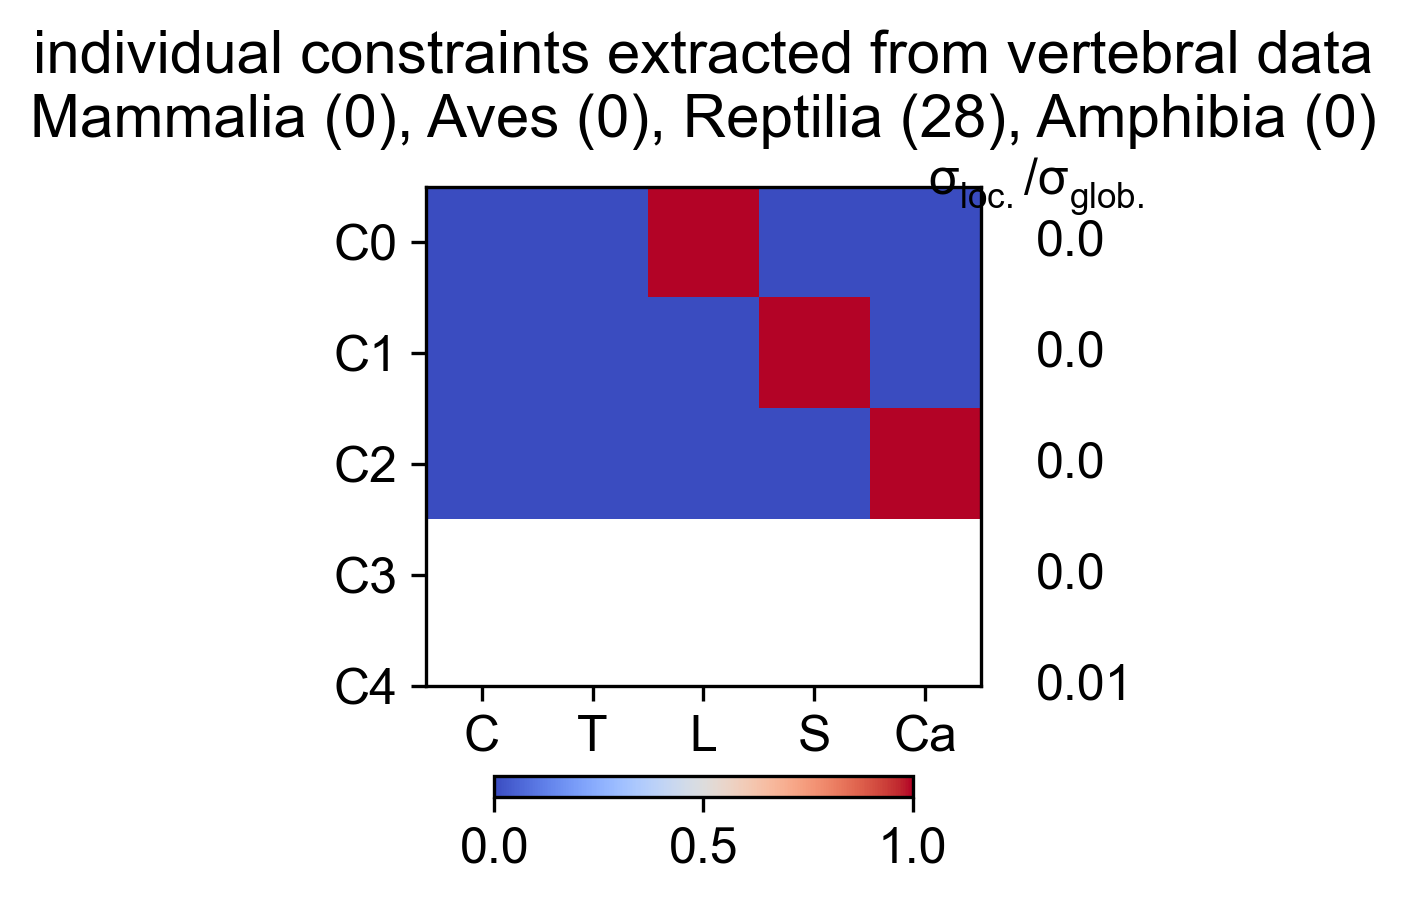 individual constraints extracted from vertebral data
Mammalia (0), Aves (0), Reptilia (28), Amphibia (0)
σloc. /σglob.
C0 0.0
C1 0.0
C2 0.0
C3 0.0
C4 0.01
C T L S Ca
0.0 0.5 1.0